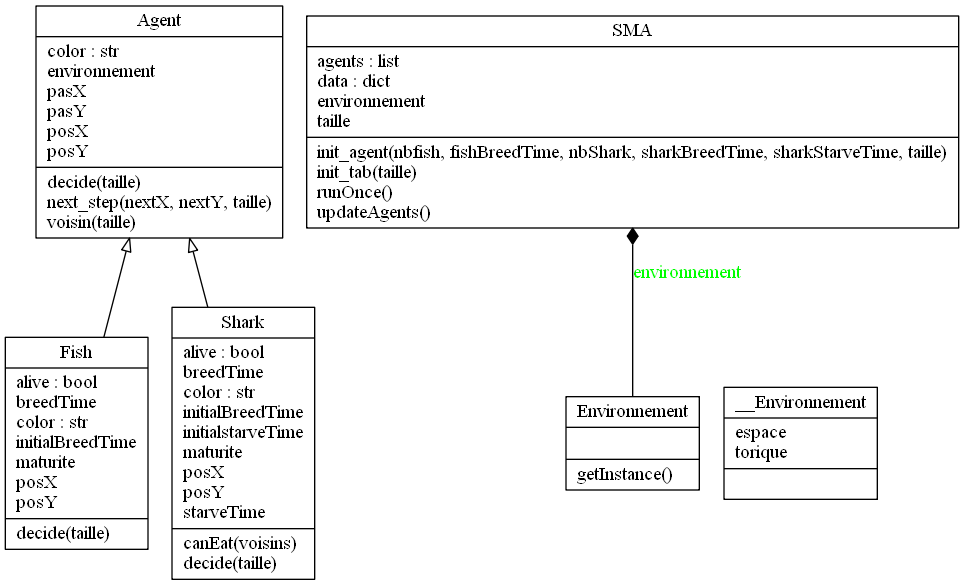 Agent
color : str
environnement
pasX
pasY
posX
posY
decide(taille)
next_step(nextX, nextY, taille)
voisin(taille)
SMA
agents : list
data : dict
environnement
taille
init_agent(nbfish, fishBreedTime, nbShark, sharkBreedTime, sharkStarveTime, taille)
init_tab(taille)
runOnce()
updateAgents()
environnement
Fish
alive : bool
breedTime
color : str
initialBreedTime
maturite
posX
posY
decide(taille)
Shark
alive : bool
breedTime
color : str
initialBreedTime
initialstarveTime
maturite
posX
posY
starveTime
canEat(voisins)
decide(taille)
Environnement
getInstance()
__Environnement
espace
torique